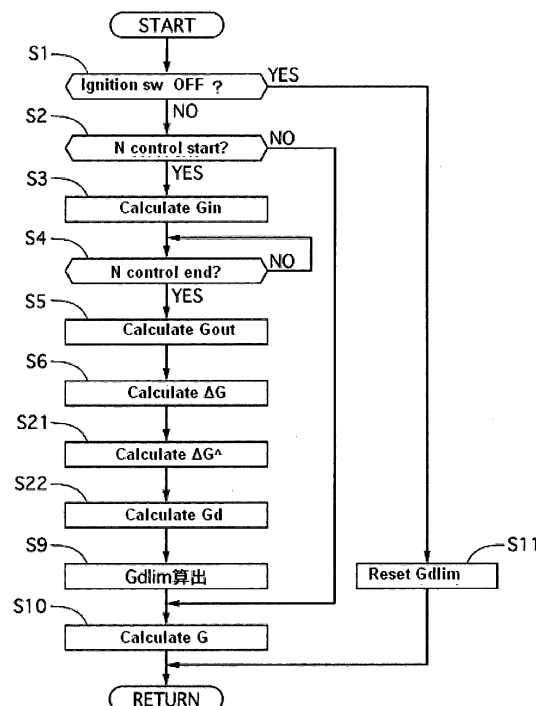 START
S1
Ignition sw OFF ?
YES
NO
S2
N control start?
NO
YES
S3
Calculate Gin
S4
N control end?
NO
YES
S5
Calculate Gout
S6
Calculate ΔG
S21
Calculate ΔG^
S22
Calculate Gd
S9
Gdlim算出
S11
Reset Gdlim
S10
Calculate G
RETURN